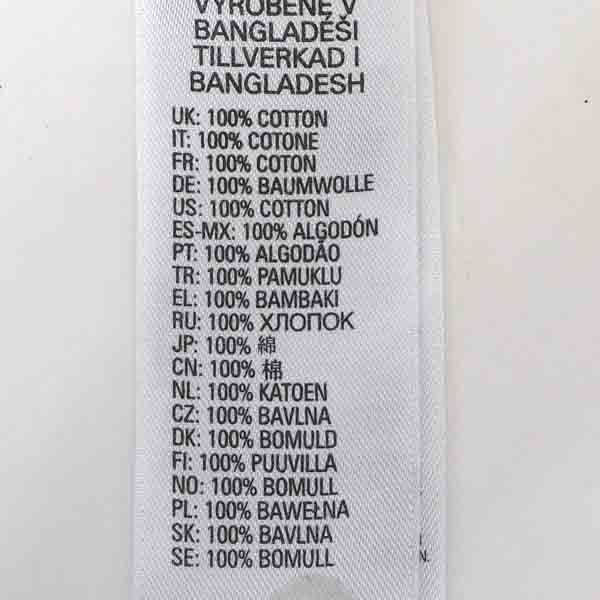 VYROBENÉ V
BANGLADÉŠI
TILLVERKAD I
BANGLADESH
UK: 100% COTTON
IT: 100% COTONE
FR: 100% COTON
DE: 100% BAUMWOLLE
US: 100% COTTON
ES-MX: 100% ALGODÓN
PT: 100% ALGODÃO
TR: 100% PAMUKLU
EL: 100% BAMBAKI
RU: 100% ХЛОПОК
JP: 100% 綿
CN: 100% 棉
NL: 100% KATOEN
CZ: 100% BAVLNA
DK: 100% BOMULD
FI: 100% PUUVILLA
NO: 100% BOMULL
PL: 100% BAWEŁNA
SK: 100% BAVLNA
SE: 100% BOMULL